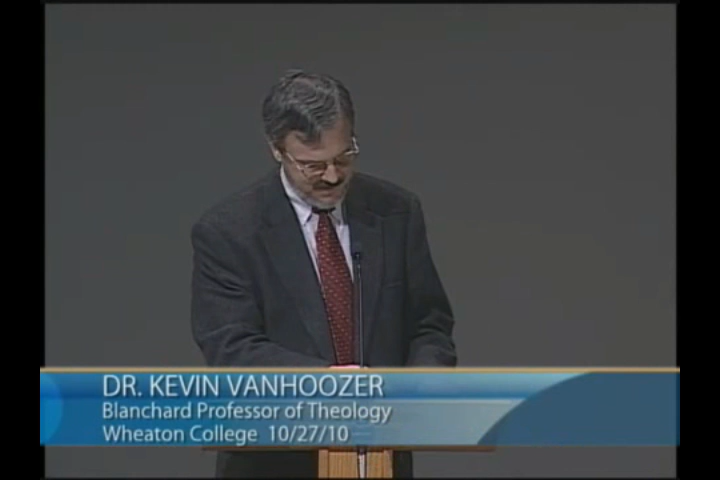 DR. KEVIN VANHOOZER
Blanchard Professor of Theology
Wheaton College 10/27/10